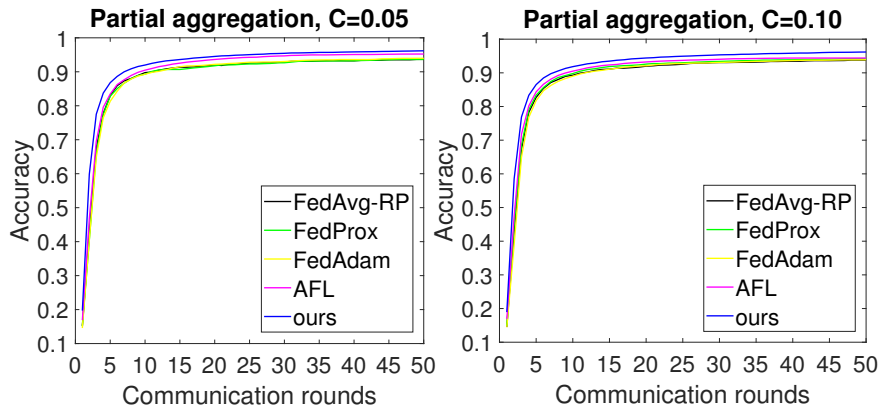 Partial aggregation, C=0.05
1
0.9
0.8
0.7
0.6
0.5
0.4
0.3
0.2
0.1
Accuracy
FedAvg-RP
FedProx
FedAdam
AFL
ours
0 5 10 15 20 25 30 35 40 45 50
Communication rounds
Partial aggregation, C=0.10
1
0.9
0.8
0.7
0.6
0.5
0.4
0.3
0.2
0.1
Accuracy
FedAvg-RP
FedProx
FedAdam
AFL
ours
0 5 10 15 20 25 30 35 40 45 50
Communication rounds